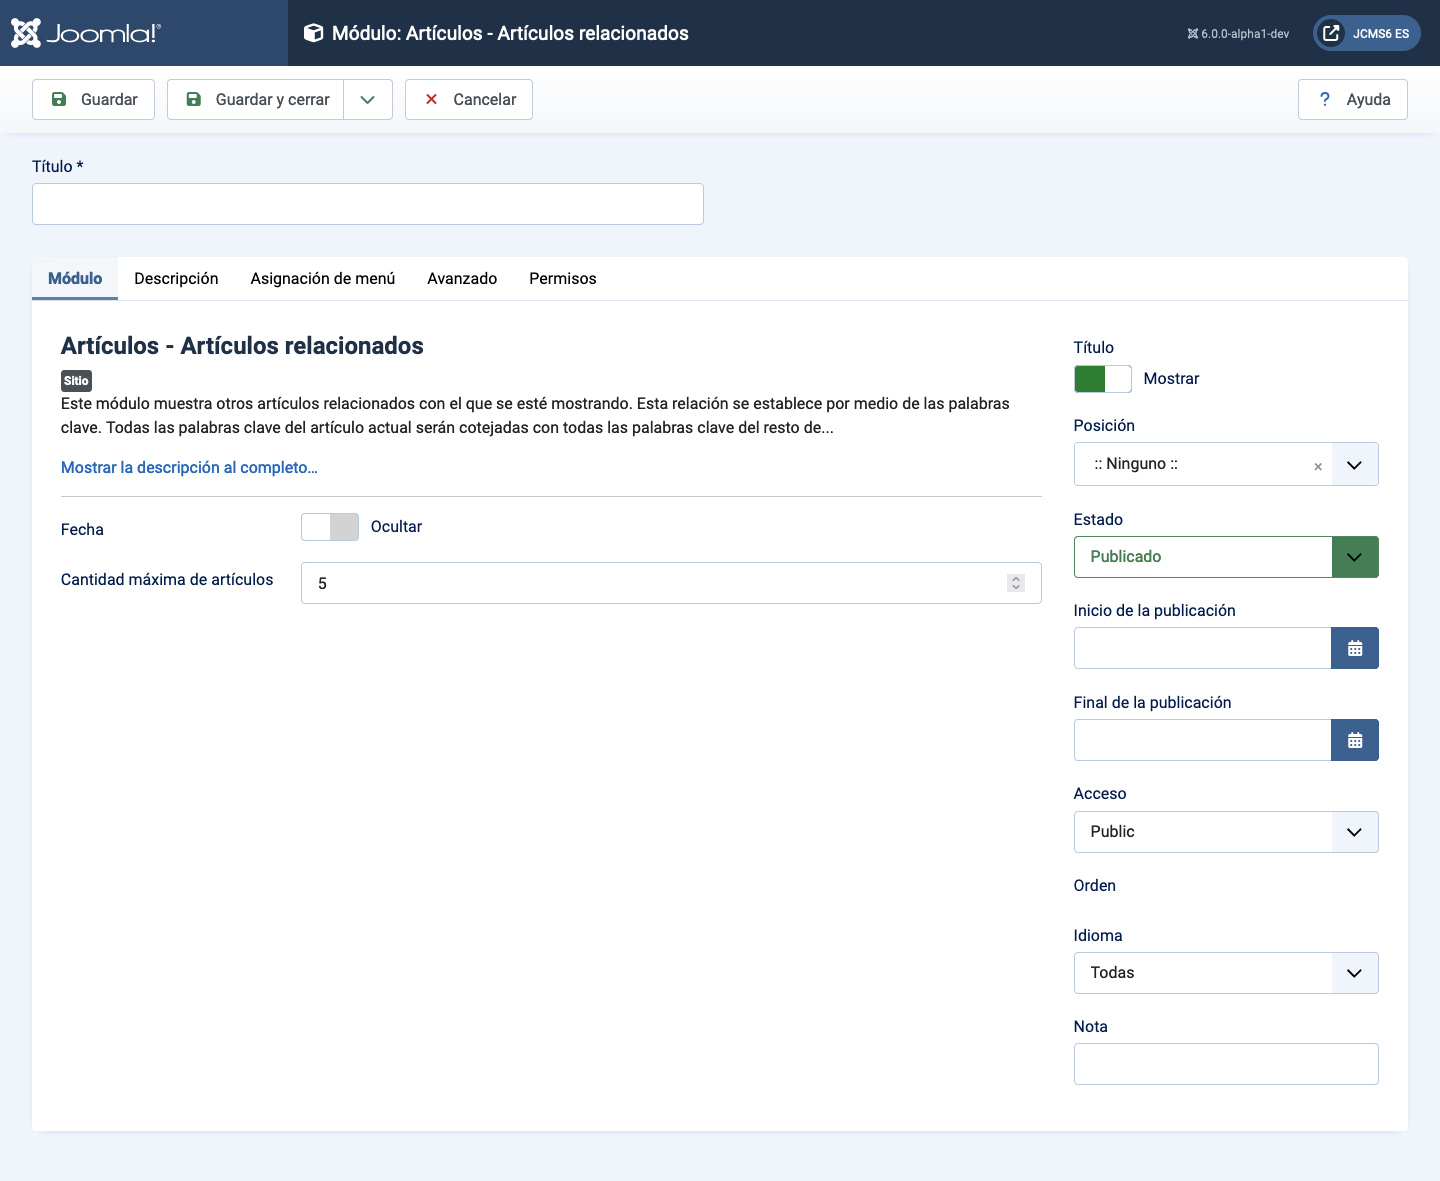 Joomla!®
Módulo: Artículos - Artículos relacionados
6.0.0-alpha1-dev
JCMS6 ES
Guardar
Guardar y cerrar
Cancelar
? Ayuda
Título *
Módulo
Descripción
Asignación de menú
Avanzado
Permisos
Artículos - Artículos relacionados
Sitio
Este módulo muestra otros artículos relacionados con el que se esté mostrando. Esta relación se establece por medio de las palabras
clave. Todas las palabras clave del artículo actual serán cotejadas con todas las palabras clave del resto de...
Mostrar la descripción al completo...
Fecha
Ocultar
Cantidad máxima de artículos
5
Título
Mostrar
Posición
:: Ninguno ::
×
Estado
Publicado
Inicio de la publicación
Final de la publicación
Acceso
Public
Orden
Idioma
Todas
Nota